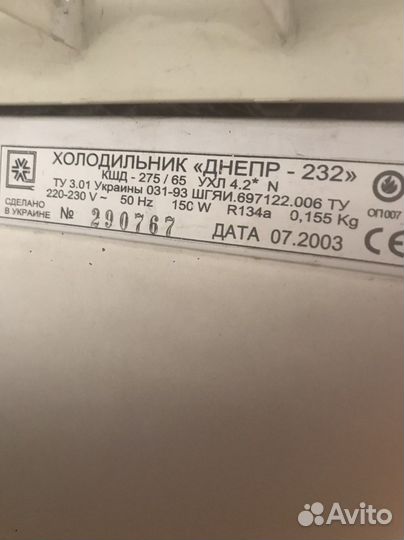 ХОЛОДИЛЬНИК «ДНЕПР - 232»
КШД - 275 / 65 УХЛ 4.2* N
ТУ 3.01 Украины 031-93 ШГЯИ.697122.006 ТУ
220-230 V ~ 50 Hz 150 W R134a 0,155 Kg
СДЕЛАНО
В УКРАИНЕ
№ 290767
ДАТА 07.2003
ОП007
CE
Avito